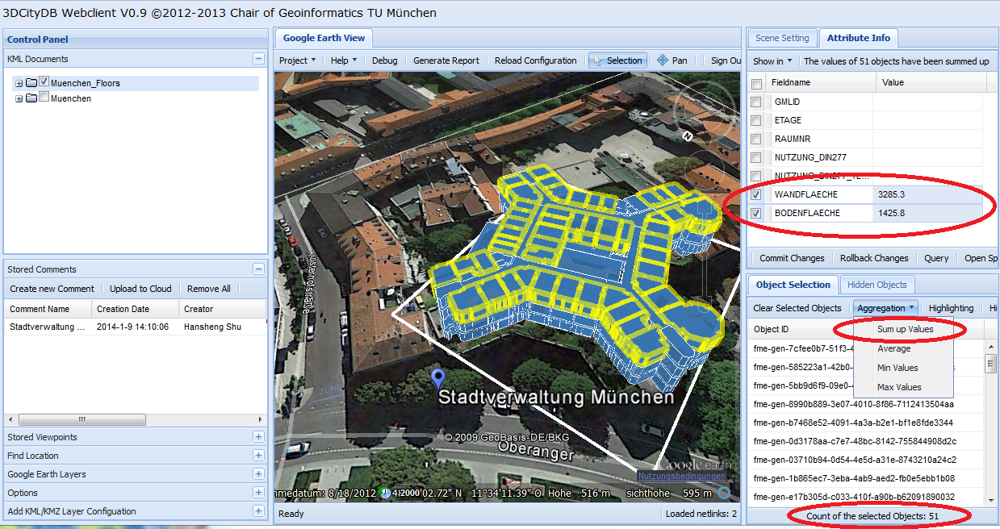 3DCityDB Webclient V0.9 ©2012-2013 Chair of Geoinformatics TU München
Control Panel
KML Documents
Muenchen_Floors
Muenchen
Stored Comments
Create new Comment Upload to Cloud Remove All
Comment Name Creation Date Creator
Stadtverwaltung ... 2014-1-9 14:10:06 Hansheng Shu
Stored Viewpoints
Find Location
Google Earth Layers
Options
Add KML/KMZ Layer Configuation
Google Earth View
Project Help Debug Generate Report Reload Configuration Selection Pan Sign Ou
N
Stadtverwaltung München
© 2009 GeoBasis-DE/BKG
Oberanger
Google earth
Nutzungsbedingungen
nmedatum: 8/18/2012 48 2000'02.72" N 11°34'11.39" O Höhe 516 m sichthöhe 595 m
Ready Loaded netlinks: 2
Scene Setting Attribute Info
Show in The values of 51 objects have been summed up
Fieldname Value
GMLID
ETAGE
RAUMNR
NUTZUNG_DIN277
NUTZUNG_DIN277_TE...
WANDFLAECHE 3285.3
BODENFLAECHE 1425.8
Commit Changes Rollback Changes Query Open Sp
Object Selection Hidden Objects
Clear Selected Objects Aggregation Highlighting Hi
Object ID
Sum up Values
Average
Min Values
Max Values
fme-gen-7cfee0b7-51f3-4
fme-gen-585223a1-42b0-
fme-gen-5bb9d6f9-09e0-4
fme-gen-8990b889-3e07-4010-8f86-7112413504aa
fme-gen-b7468e52-4091-4a3a-b2e1-bf1e8fde3344
fme-gen-0d3178aa-c7e7-48bc-8142-755844908d2c
fme-gen-03710b94-0d54-4e5d-a31e-8743210a24c2
fme-gen-1b865ec7-3eba-4ab9-aed2-fb0e5ebb1b08
fme-gen-e17b305d-c033-410f-a90b-b62091890032
Count of the selected Objects: 51